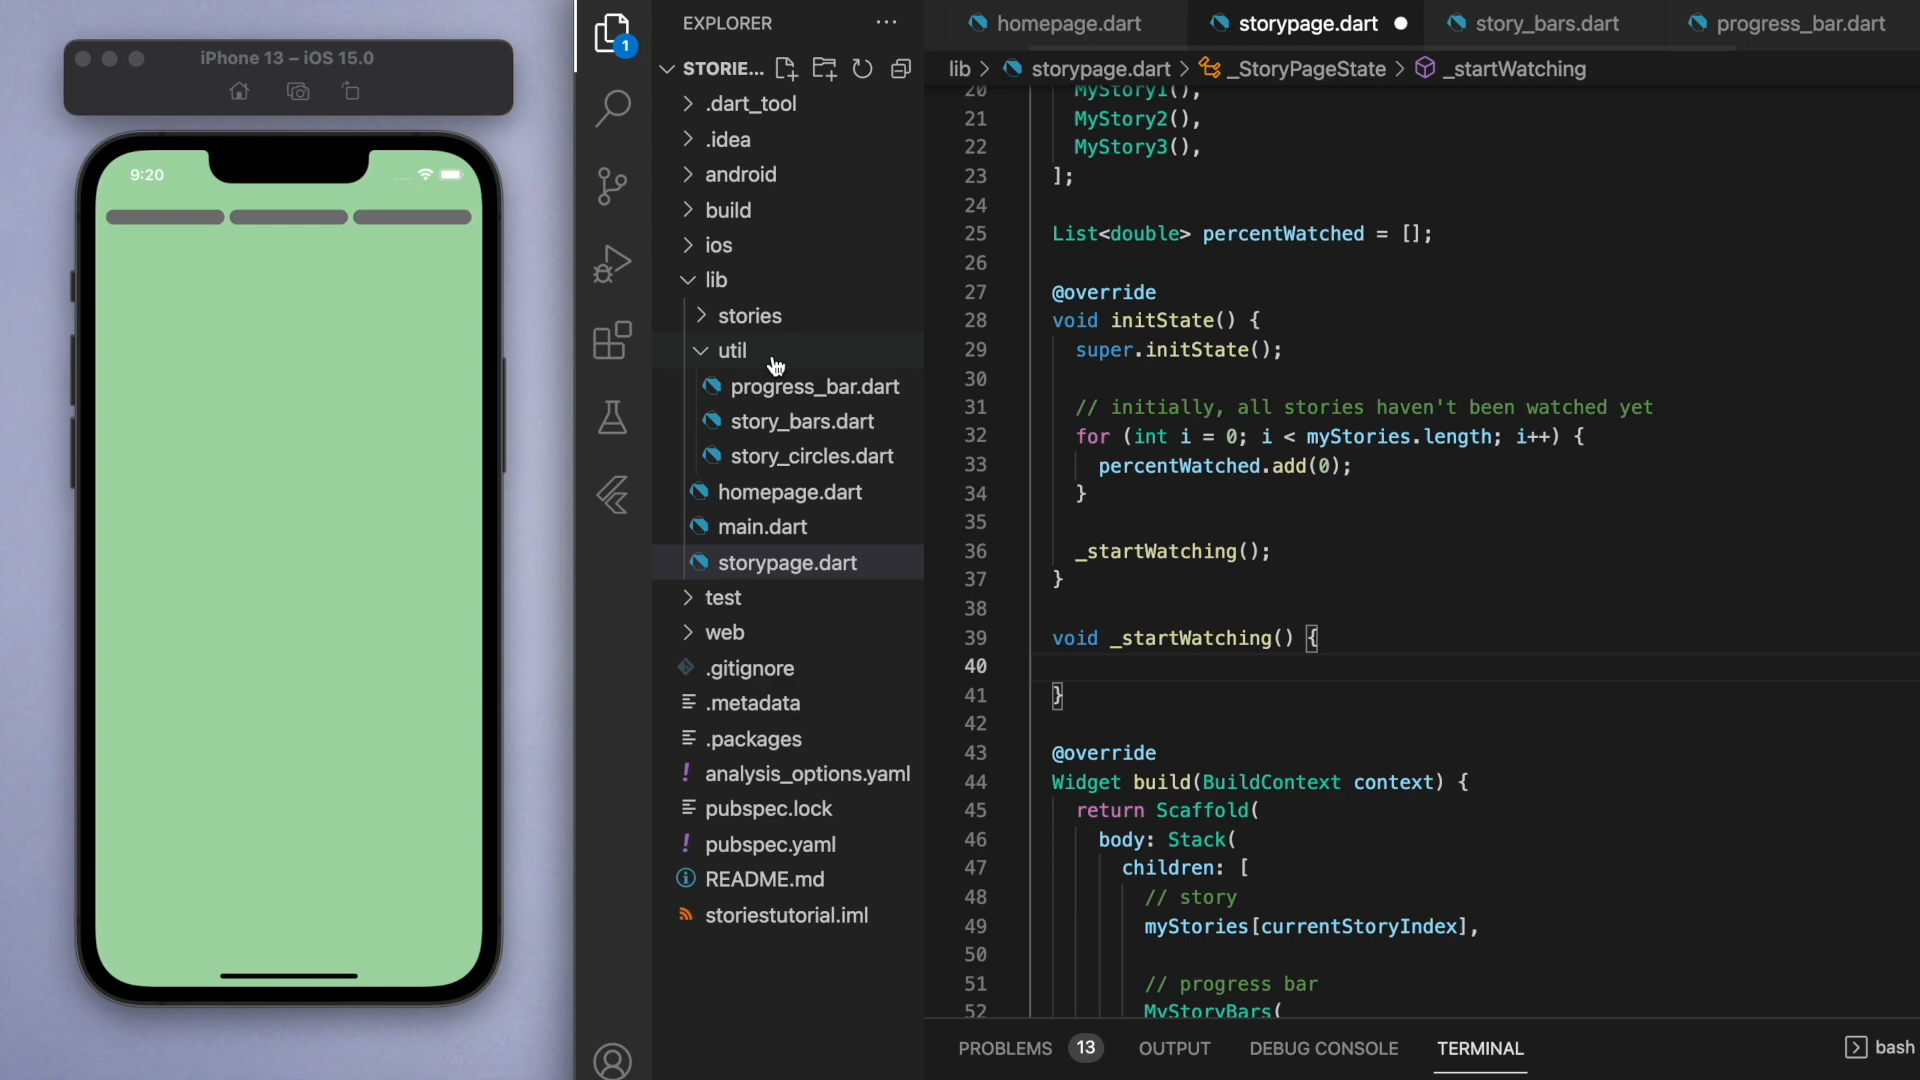 iPhone 13 – iOS 15.0
9:20
1
EXPLORER
STORIE...
.dart_tool
.idea
android
build
ios
lib
stories
util
progress_bar.dart
story_bars.dart
story_circles.dart
homepage.dart
main.dart
storypage.dart
test
web
.gitignore
.metadata
.packages
analysis_options.yaml
pubspec.lock
pubspec.yaml
README.md
storiestutorial.iml
homepage.dart
storypage.dart
story_bars.dart
progress_bar.dart
lib > storypage.dart > _StoryPageState > _startWatching
20 MyStory1(),
21 MyStory2(),
22 MyStory3(),
23 ];
24
25 List<double> percentWatched = [];
26
27 @override
28 void initState() {
29 super.initState();
30
31 // initially, all stories haven't been watched yet
32 for (int i = 0; i < myStories.length; i++) {
33 percentWatched.add(0);
34 }
35
36 _startWatching();
37 }
38
39 void _startWatching() {
40
41 }
42
43 @override
44 Widget build(BuildContext context) {
45 return Scaffold(
46 body: Stack(
47 children: [
48 // story
49 myStories[currentStoryIndex],
50
51 // progress bar
52 MyStoryBars(
PROBLEMS 13 OUTPUT DEBUG CONSOLE TERMINAL bash